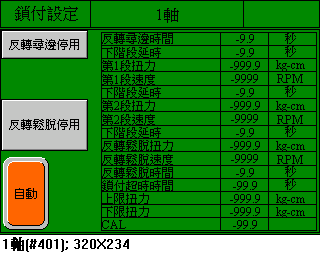 鎖付設定 1軸
反轉尋澄停用
反轉鬆脫停用
自動
反轉尋澄時間 -9.9 秒
下階段延時 -9.9 秒
第1段扭力 -999.9 kg-cm
第1段速度 -9999 RPM
下階段延時 -9.9 秒
第2段扭力 -999.9 kg-cm
第2段速度 -9999 RPM
下階段延時 -9.9 秒
反轉鬆脫扭力 -999.9 kg-cm
反轉鬆脫速度 -9999 RPM
反轉鬆脫時間 -9.9 秒
鎖付超時時間 -99.9 秒
上限扭力 -999.9 kg-cm
下限扭力 -999.9 kg-cm
CAL -99.9
1軸(#401); 320X234